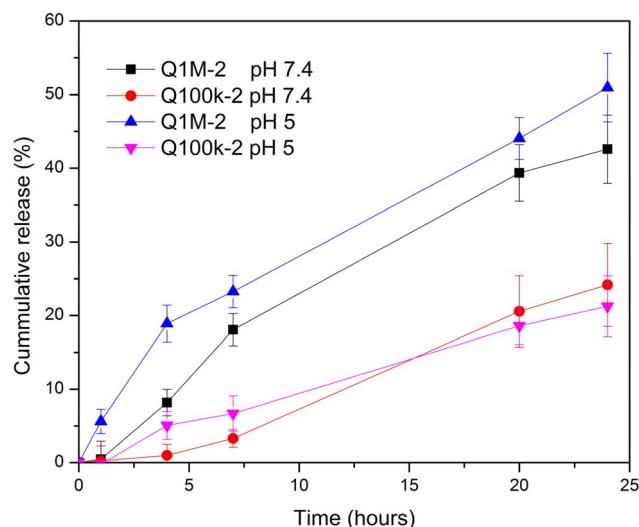 60
50
40
30
20
10
0
Cummulative release (%)
Q1M-2 pH 7.4
Q100k-2 pH 7.4
Q1M-2 pH 5
Q100k-2 pH 5
0 5 10 15 20 25
Time (hours)